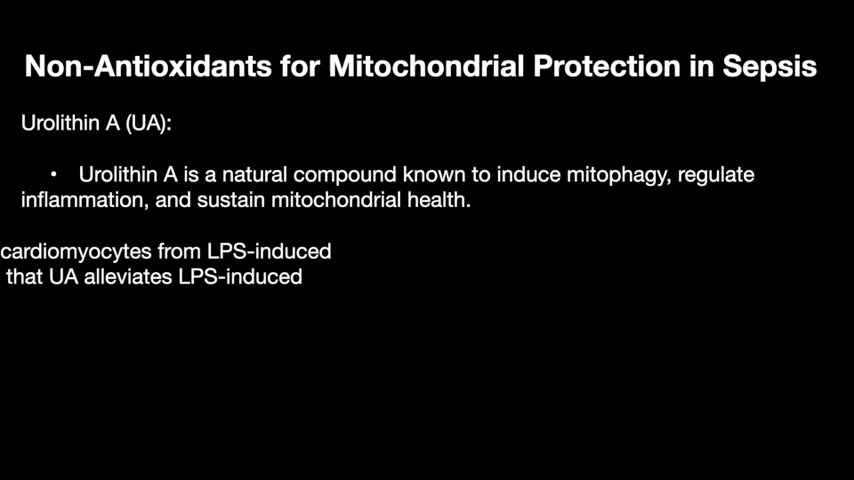 Non-Antioxidants for Mitochondrial Protection in Sepsis
Urolithin A (UA):
• Urolithin A is a natural compound known to induce mitophagy, regulate
inflammation, and sustain mitochondrial health.
cardiomyocytes from LPS-induced
that UA alleviates LPS-induced